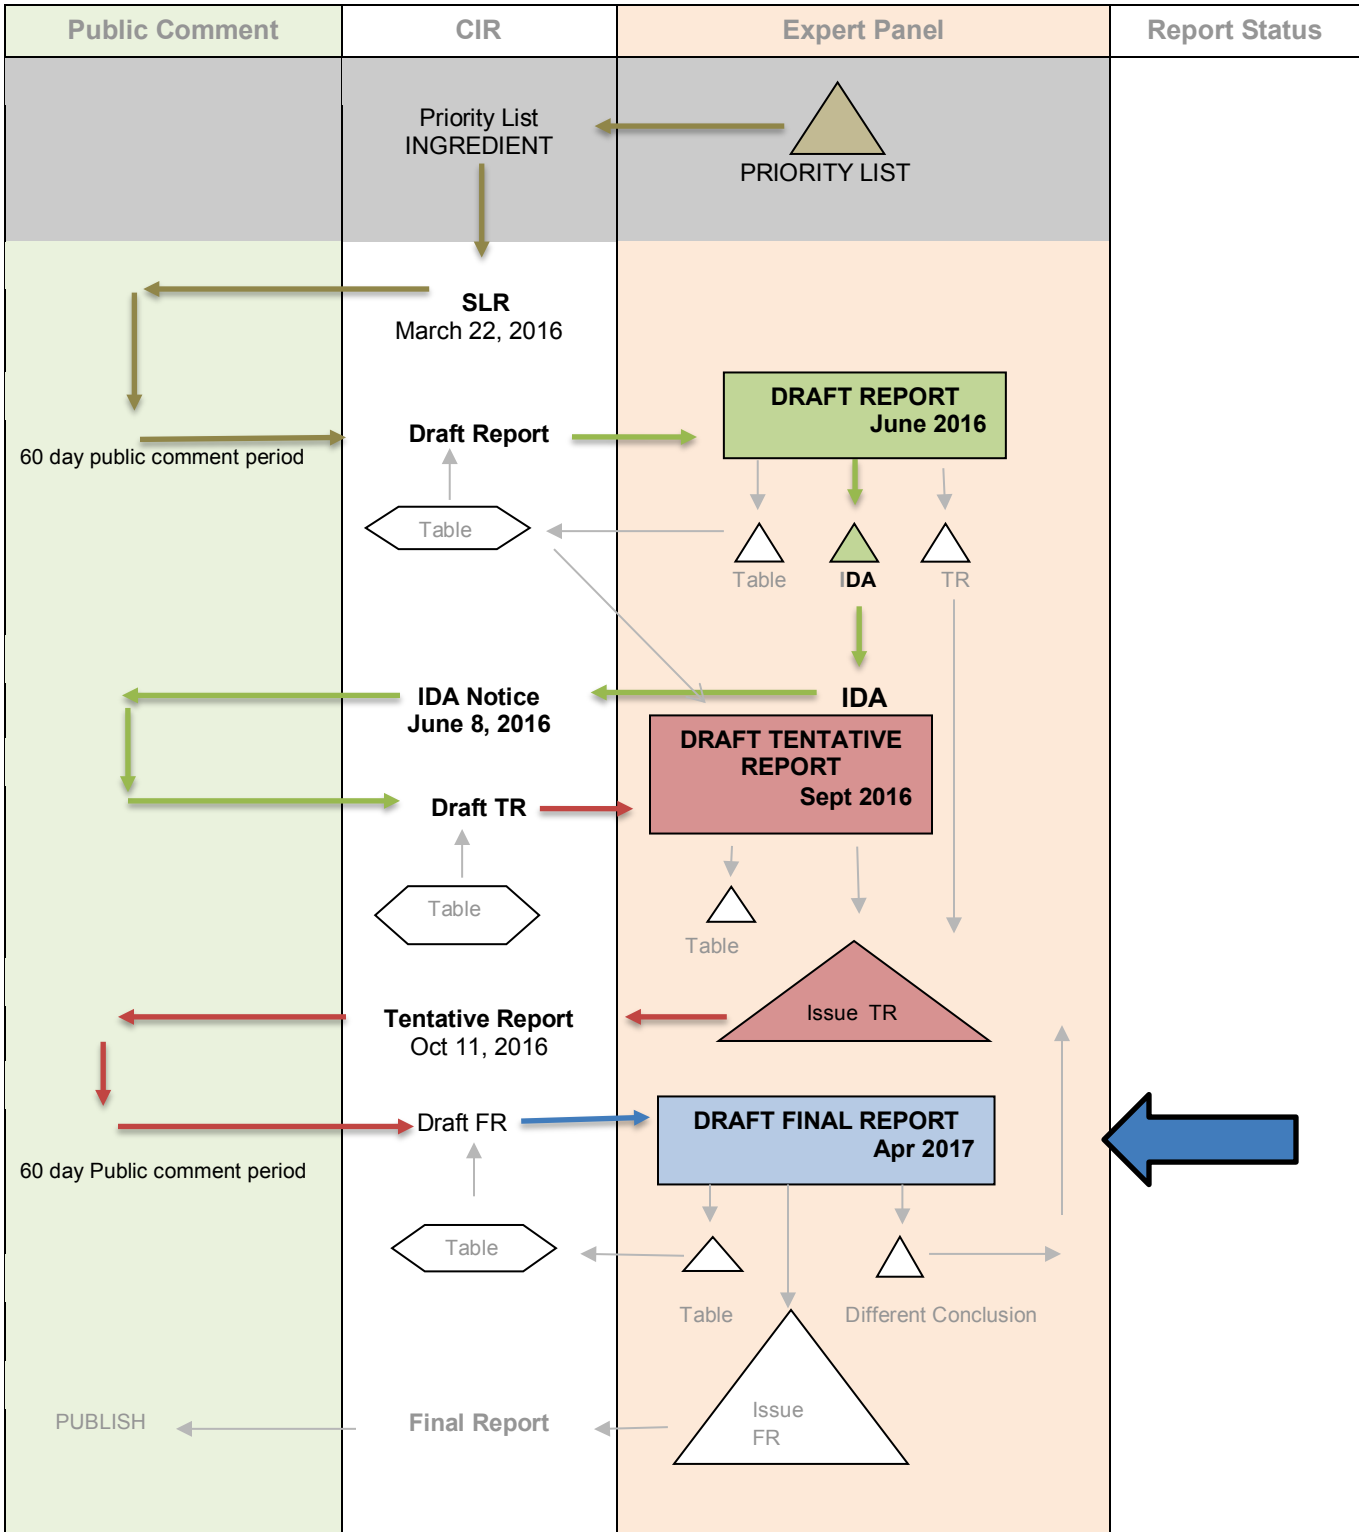 Public Comment
CIR
Expert Panel
Report Status
Priority List
INGREDIENT
PRIORITY LIST
SLR
March 22, 2016
60 day public comment period
Draft Report
DRAFT REPORT
June 2016
Table
Table
IDA
TR
IDA Notice
June 8, 2016
IDA
DRAFT TENTATIVE
REPORT
Sept 2016
Draft TR
Table
Table
Issue TR
Tentative Report
Oct 11, 2016
Draft FR
DRAFT FINAL REPORT
Apr 2017
60 day Public comment period
Table
Table
Different Conclusion
PUBLISH
Final Report
Issue
FR